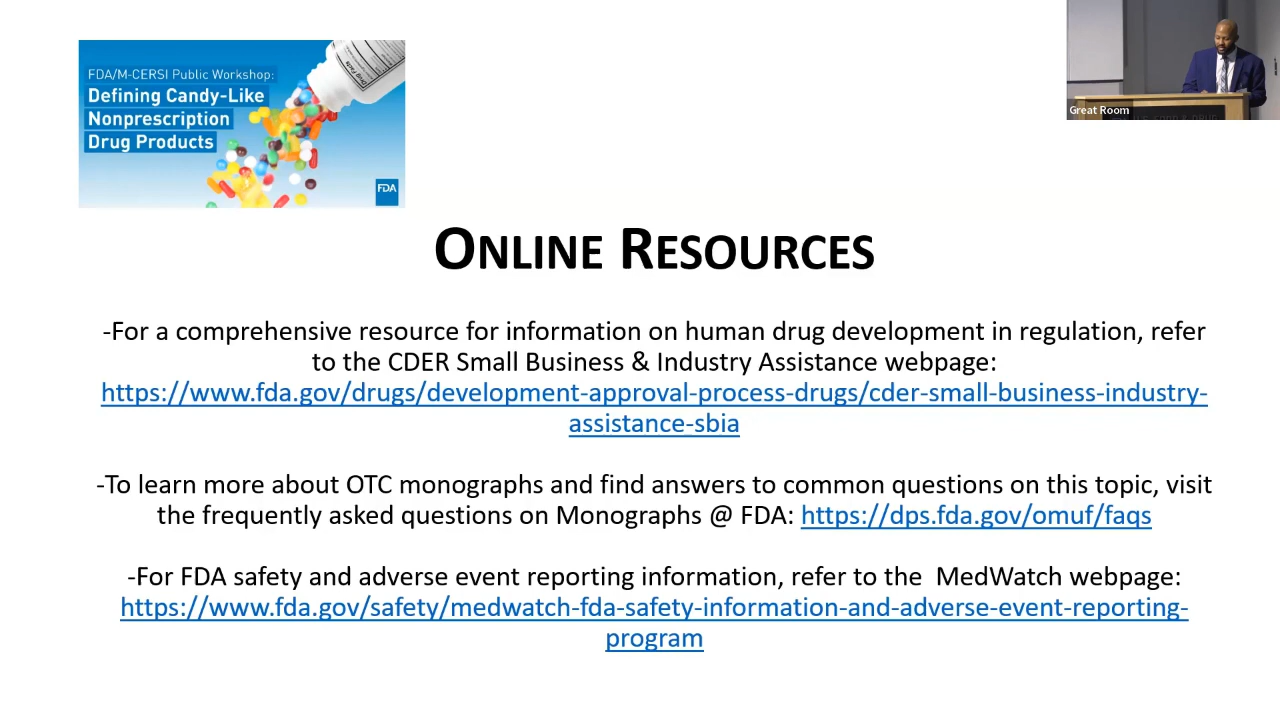 FDA/M-CERSI Public Workshop:
Defining Candy-Like
Nonprescription
Drug Products
Drug Facts
FDA
Great Room
ONLINE RESOURCES
-For a comprehensive resource for information on human drug development in regulation, refer
to the CDER Small Business & Industry Assistance webpage:
https://www.fda.gov/drugs/development-approval-process-drugs/cder-small-business-industry-
assistance-sbia
-To learn more about OTC monographs and find answers to common questions on this topic, visit
the frequently asked questions on Monographs @ FDA: https://dps.fda.gov/omuf/faqs
-For FDA safety and adverse event reporting information, refer to the  MedWatch webpage:
https://www.fda.gov/safety/medwatch-fda-safety-information-and-adverse-event-reporting-
program